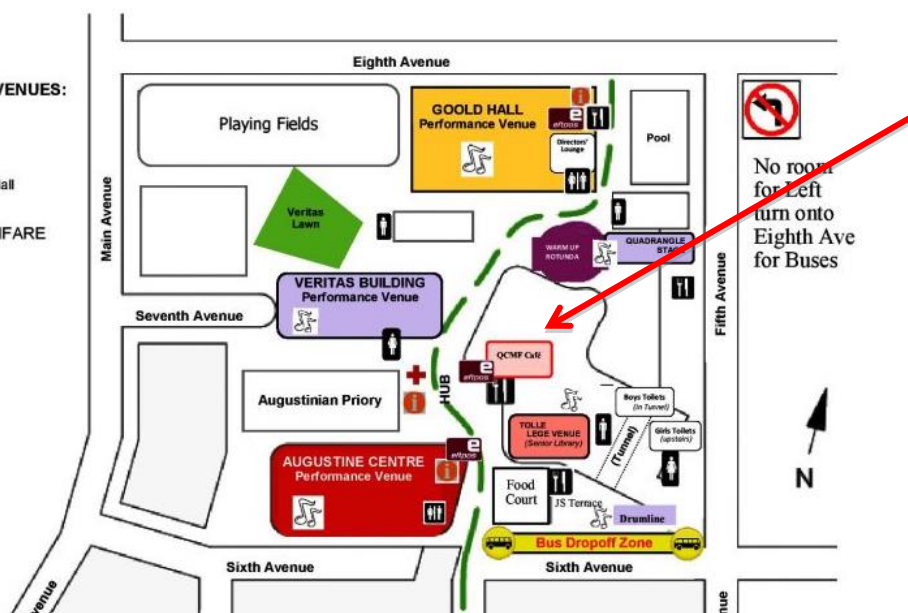 Eighth Avenue
VENUES:
GOOLD HALL
Performance Venue
i
e
eftpos
Playing Fields
Directors'
Lounge
Pool
No room
for Left
turn onto
Eighth Ave
for Buses
all
NFARE
Main Avenue
Veritas
Lawn
WARM UP
ROTUNDA
QUADRANGLE
STAGE
Fifth Avenue
VERITAS BUILDING
Performance Venue
Seventh Avenue
QCMF Café
e
eftpos
HUB
Augustinian Priory
i
Boys Toilets
(in Tunnel)
TOLLE
LEGE VENUE
(Senior Library)
(Tunnel)
Girls Toilets
(upstairs)
e
eftpos
AUGUSTINE CENTRE
Performance Venue
i
Food
Court
JS Terrace
Drumline
N
Bus Dropoff Zone
Sixth Avenue
Sixth Avenue
venue
nue